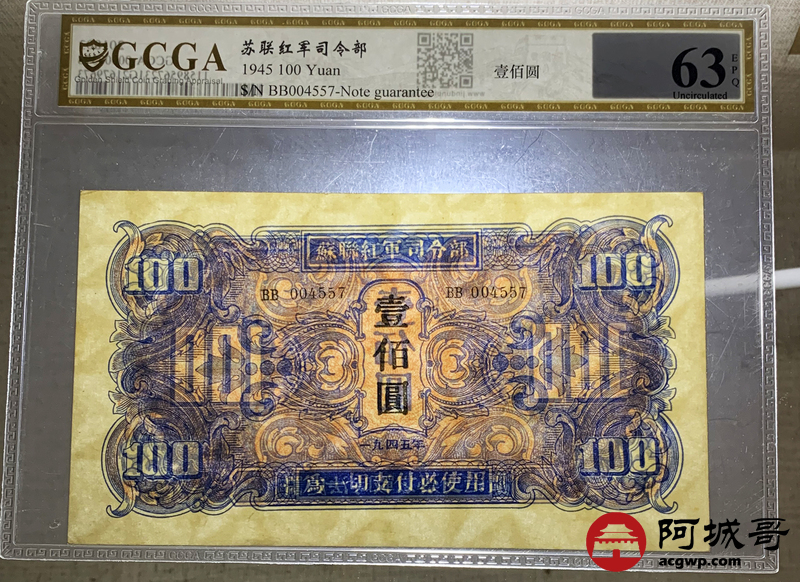 GCGA
苏联红军司令部
1945 100 Yuan
S/N BB004557-Note guarantee
壹佰圆
63
EPQ
Uncirculated
蘇聯紅軍司令部
100
100
BB 004557
BB 004557
壹佰圓
一九四五年
100
100
爲一切支付必使用
阿城哥
acgwp.com